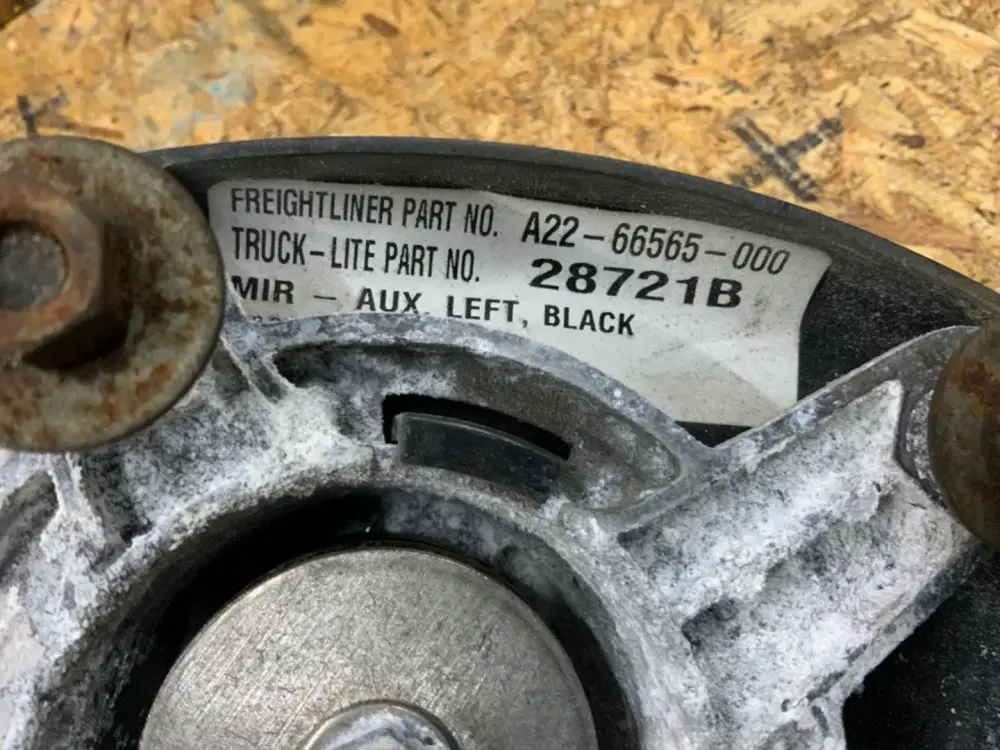 FREIGHTLINER PART NO. A22-66565-000
TRUCK-LITE PART NO. 28721B
MIR - AUX. LEFT, BLACK